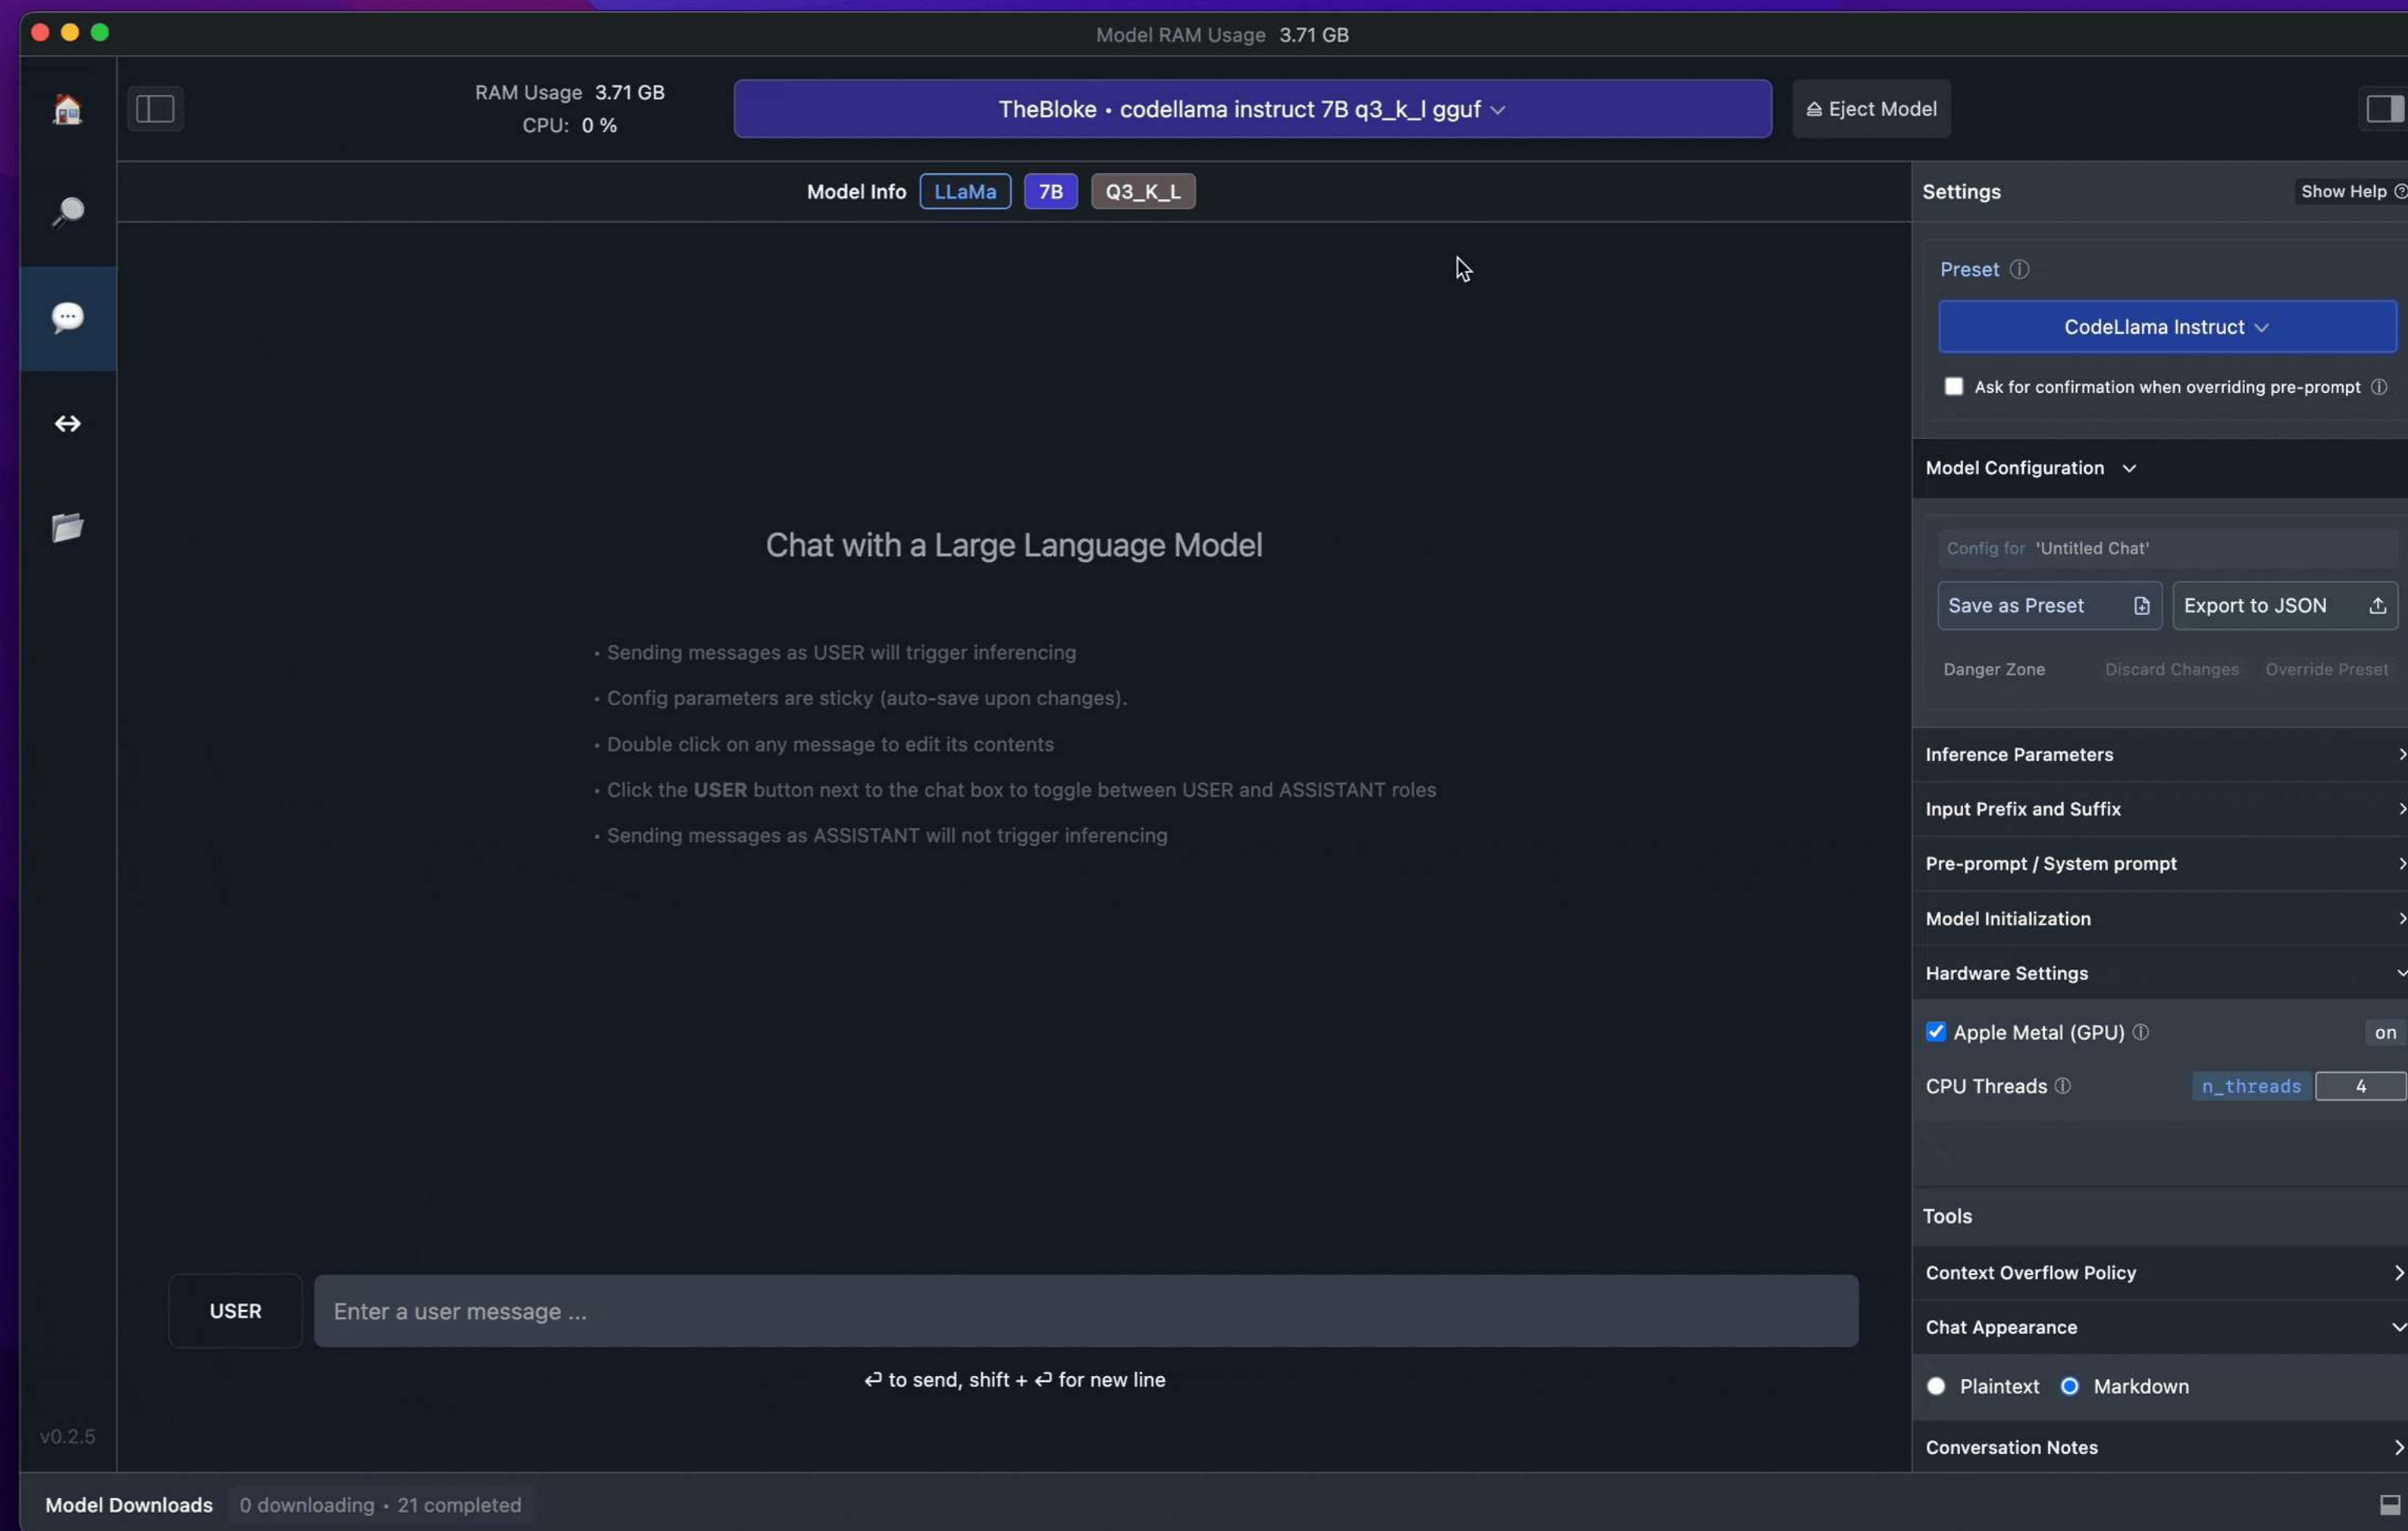 Model RAM Usage 3.71 GB
RAM Usage 3.71 GB
CPU: 0 %
TheBloke • codellama instruct 7B q3_k_l gguf
Eject Model
Model Info LLaMa 7B Q3_K_L
Chat with a Large Language Model
• Sending messages as USER will trigger inferencing
• Config parameters are sticky (auto-save upon changes).
• Double click on any message to edit its contents
• Click the USER button next to the chat box to toggle between USER and ASSISTANT roles
• Sending messages as ASSISTANT will not trigger inferencing
USER
Enter a user message ...
⏎ to send, shift + ⏎ for new line
v0.2.5
Settings
Show Help
Preset
CodeLlama Instruct
Ask for confirmation when overriding pre-prompt
Model Configuration
Config for 'Untitled Chat'
Save as Preset
Export to JSON
Danger Zone Discard Changes Override Preset
Inference Parameters
Input Prefix and Suffix
Pre-prompt / System prompt
Model Initialization
Hardware Settings
Apple Metal (GPU) on
CPU Threads n_threads 4
Tools
Context Overflow Policy
Chat Appearance
Plaintext Markdown
Conversation Notes
Model Downloads 0 downloading • 21 completed